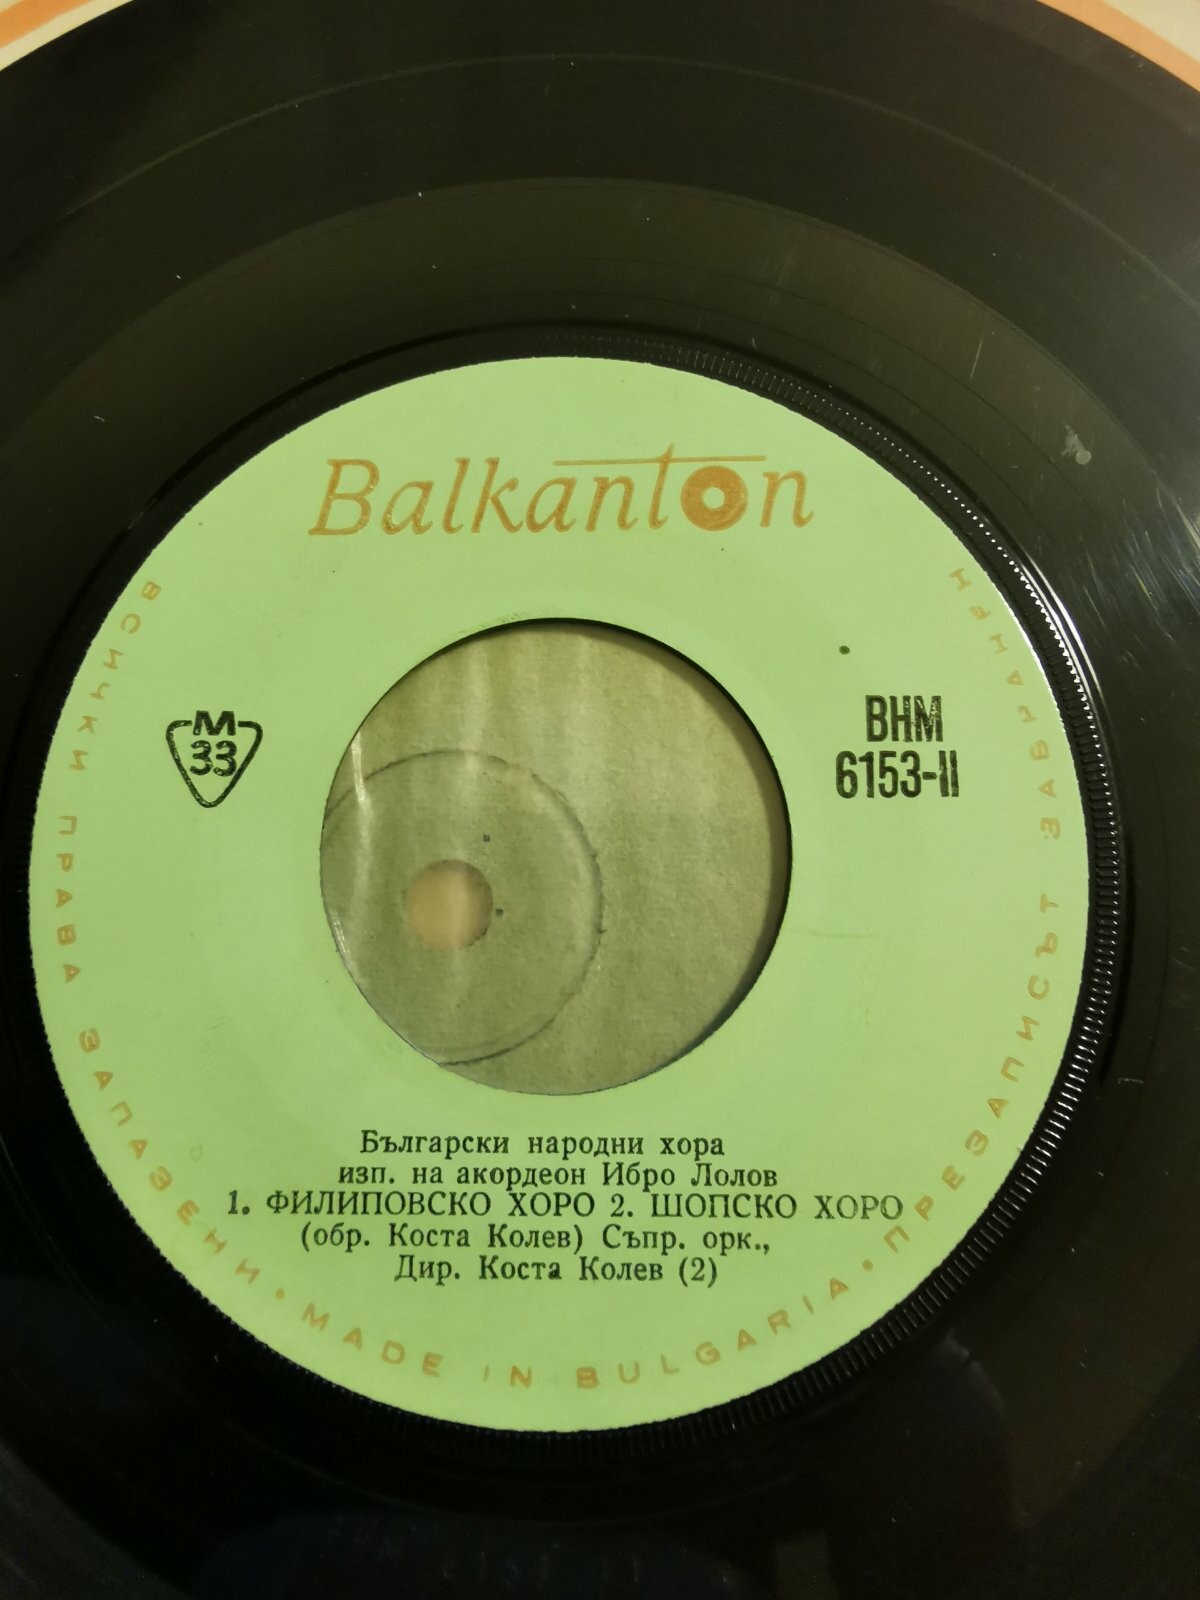 Balkanton
М
33
ВНМ
6153-II
Български народни хора
изп. на акордеон Ибро Лолов
1. ФИЛИПОВСКО ХОРО 2. ШОПСКО ХОРО
(обр. Коста Колев) Съпр. орк.,
Дир. Коста Колев (2)
ВСИЧКИ ПРАВА ЗАПАЗЕНИ • MADE IN BULGARIA • ПРЕЗАПИСЪТ ЗАБРАНЯН